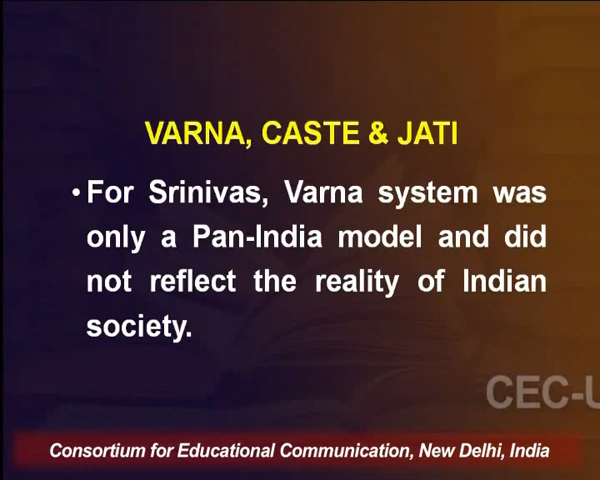 VARNA, CASTE & JATI
• For Srinivas, Varna system was
only a Pan-India model and did
not reflect the reality of Indian
society.
CEC-U
Consortium for Educational Communication, New Delhi, India